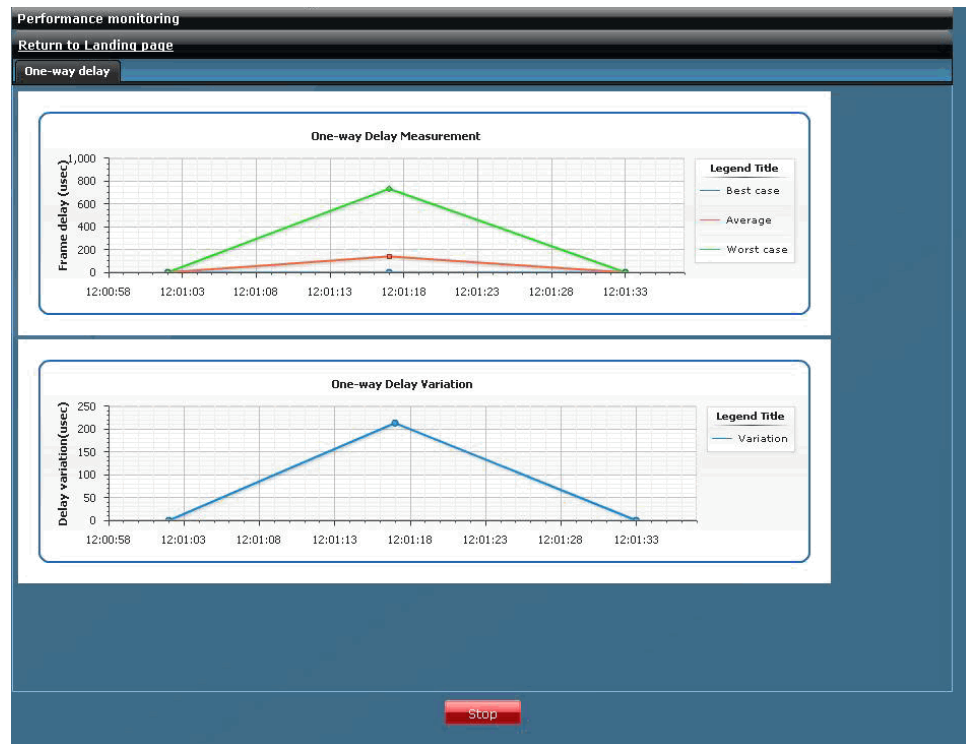 Performance monitoring
Return to Landing page
One-way delay
One-way Delay Measurement
Frame delay (usec)
1,000
800
600
400
200
0
12:00:58 12:01:03 12:01:08 12:01:13 12:01:18 12:01:23 12:01:28 12:01:33
Legend Title
Best case
Average
Worst case
One-way Delay Variation
Delay variation(usec)
250
200
150
100
50
0
12:00:58 12:01:03 12:01:08 12:01:13 12:01:18 12:01:23 12:01:28 12:01:33
Legend Title
Variation
Stop